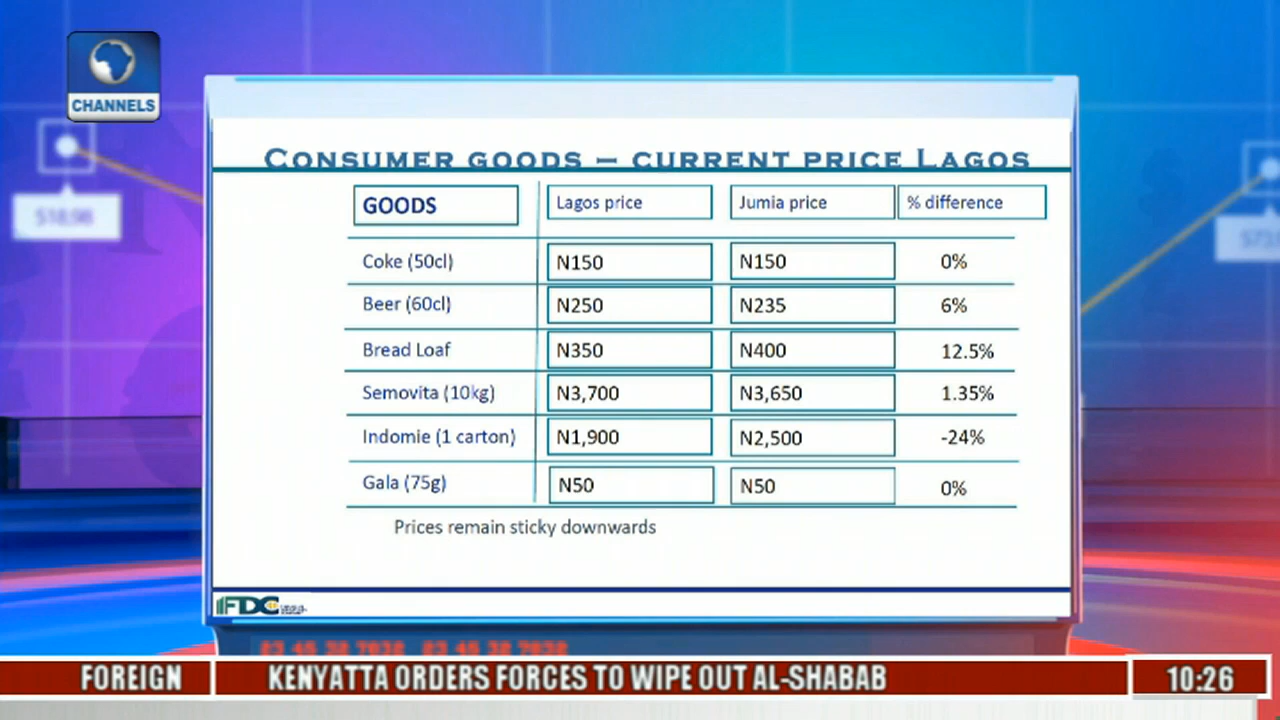 CHANNELS
CONSUMER GOODS – CURRENT PRICE LAGOS
GOODS Lagos price Jumia price % difference
Coke (50cl) N150 N150 0%
Beer (60cl) N250 N235 6%
Bread Loaf N350 N400 12.5%
Semovita (10kg) N3,700 N3,650 1.35%
Indomie (1 carton) N1,900 N2,500 -24%
Gala (75g) N50 N50 0%
Prices remain sticky downwards
FDC
FOREIGN KENYATTA ORDERS FORCES TO WIPE OUT AL-SHABAB 10:26